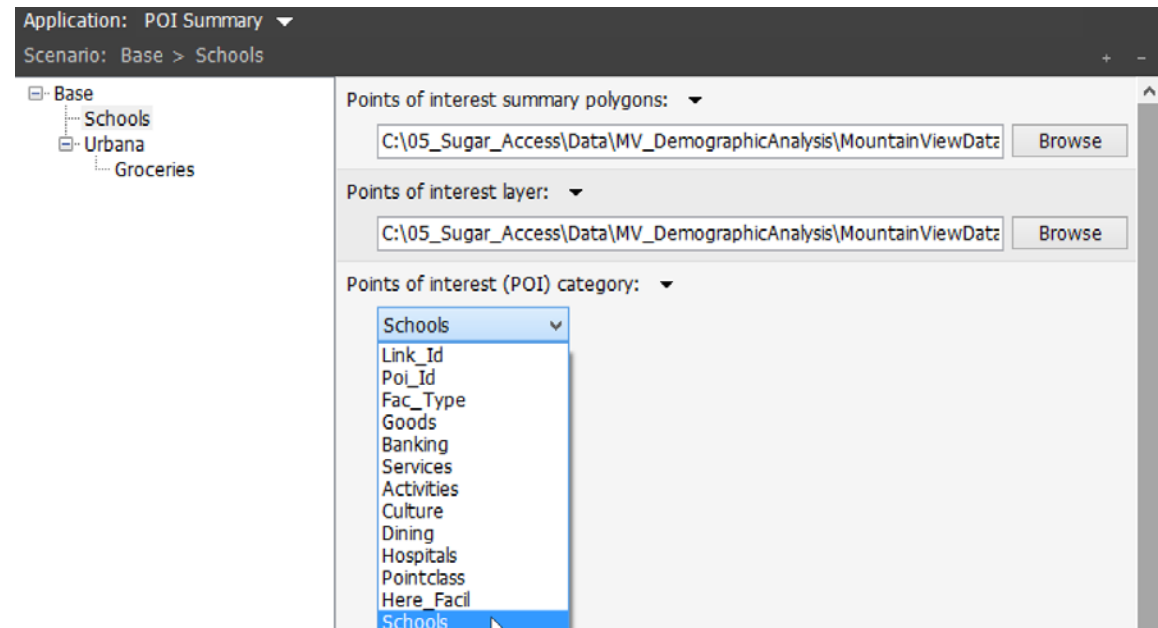 Application: POI Summary
Scenario: Base > Schools
+ -
Base
Schools
Urbana
Groceries
Points of interest summary polygons:
C:\05_Sugar_Access\Data\MV_DemographicAnalysis\MountainViewData
Browse
Points of interest layer:
C:\05_Sugar_Access\Data\MV_DemographicAnalysis\MountainViewData
Browse
Points of interest (POI) category:
Schools
Link_Id
Poi_Id
Fac_Type
Goods
Banking
Services
Activities
Culture
Dining
Hospitals
Pointclass
Here_Facil
Schools